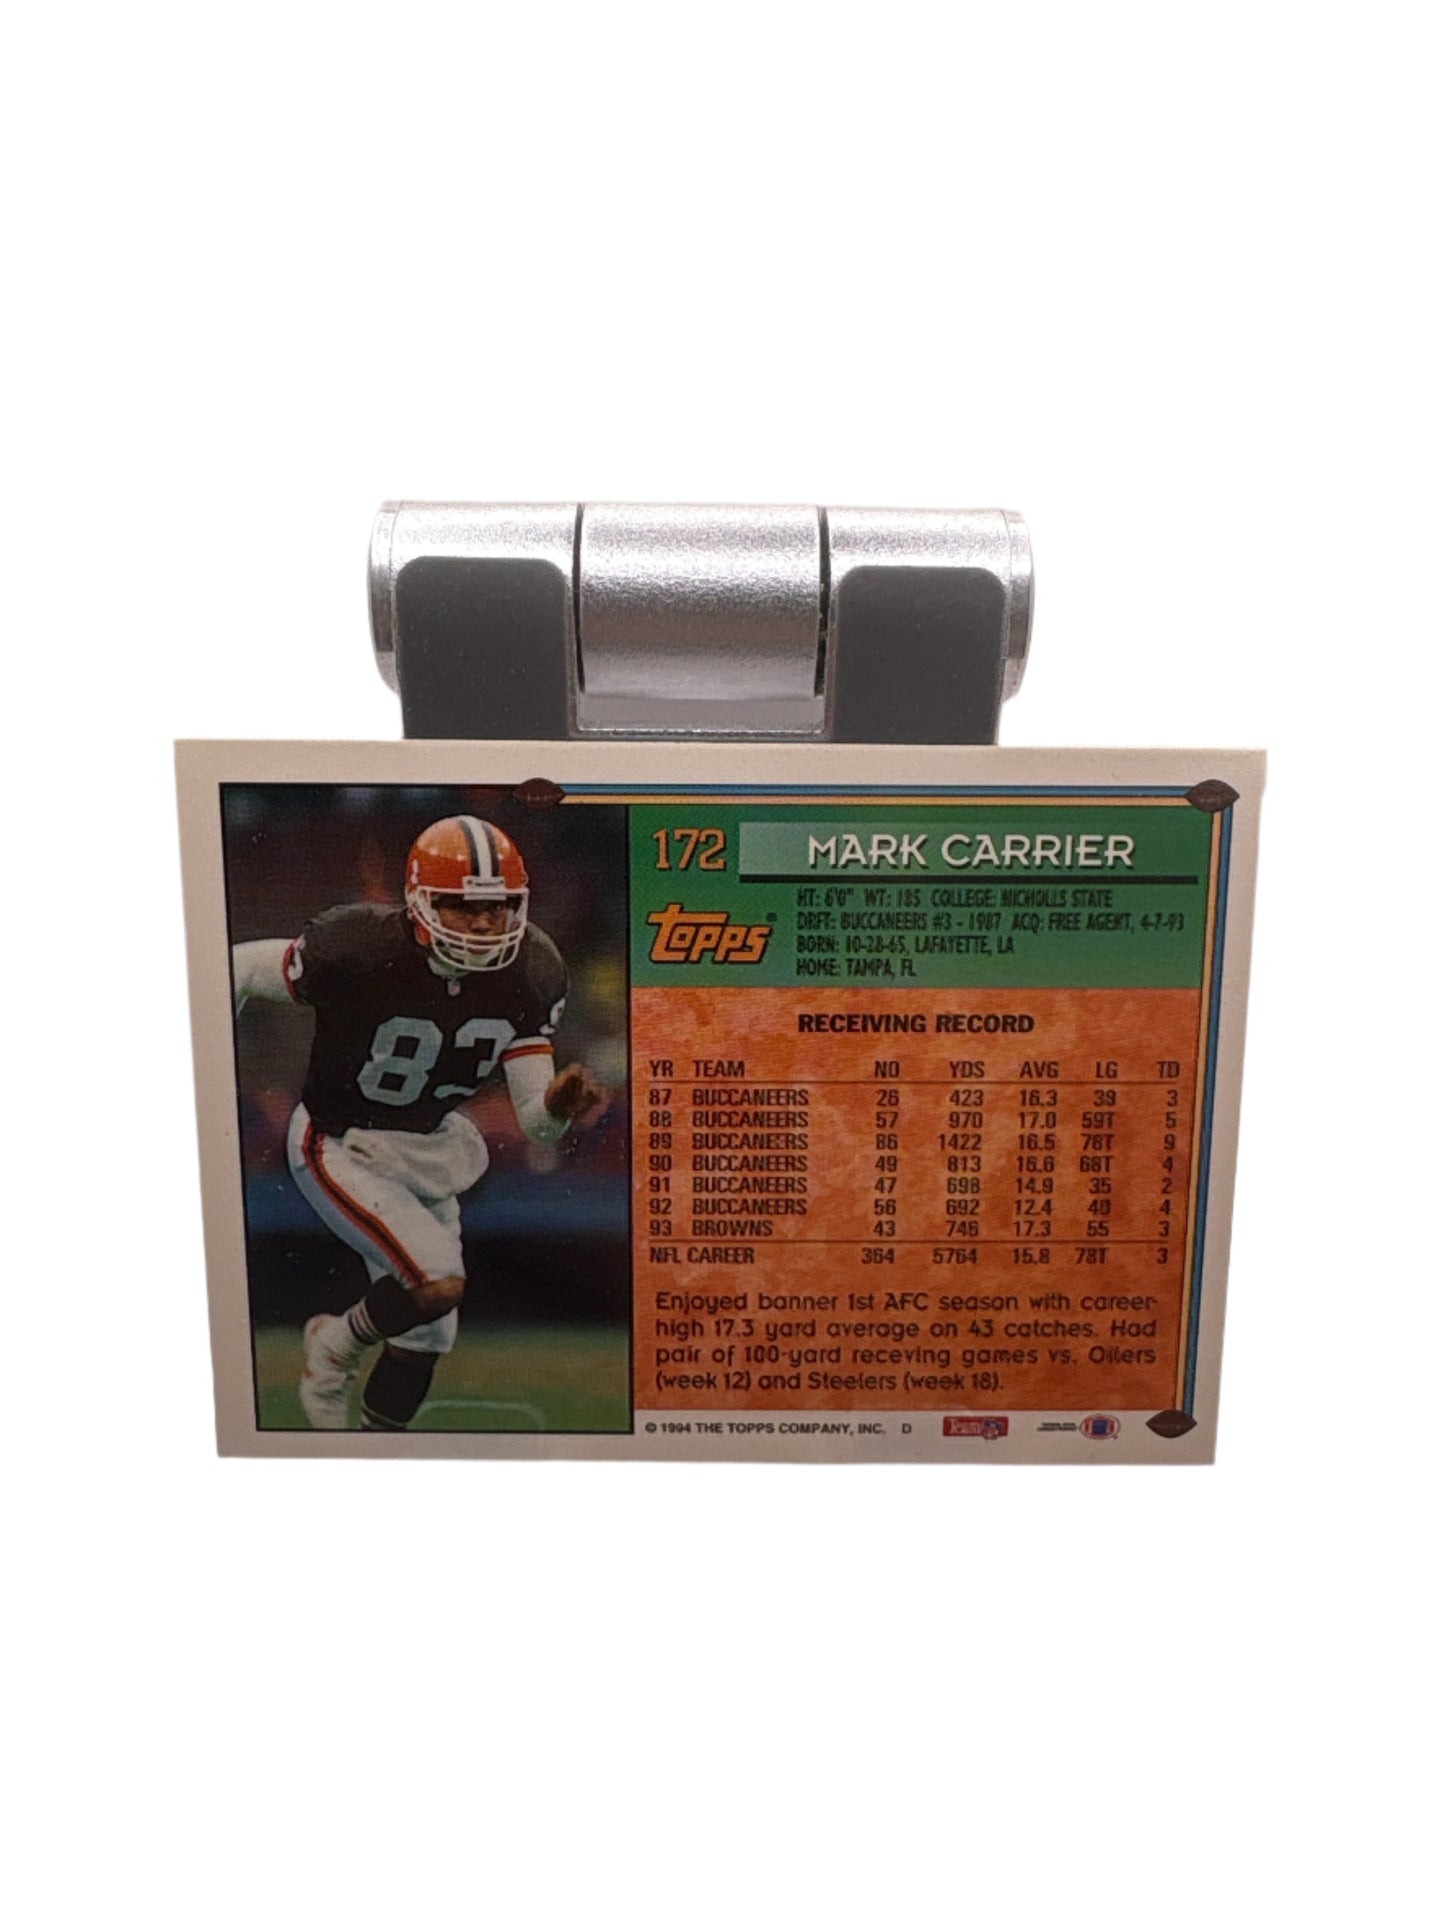 172 MARK CARRIER
Topps®
HT: 6'0" WT: 185 COLLEGE: NICHOLLS STATE
DRFT: BUCCANEERS #3 - 1987 ACQ: FREE AGENT, 4-7-93
BORN: 10-28-65, LAFAYETTE, LA
HOME: TAMPA, FL
83
83
RECEIVING RECORD
YR TEAM NO YDS AVG LG TD
87 BUCCANEERS 26 423 16.3 39 3
88 BUCCANEERS 57 970 17.0 59T 5
89 BUCCANEERS 86 1422 16.5 78T 9
90 BUCCANEERS 49 813 16.6 68T 4
91 BUCCANEERS 47 698 14.9 35 2
92 BUCCANEERS 56 692 12.4 40 4
93 BROWNS 43 746 17.3 55 3
NFL CAREER 364 5764 15.8 78T 3
Enjoyed banner 1st AFC season with career-
high 17.3 yard average on 43 catches. Had
pair of 100-yard receving games vs. Oilers
(week 12) and Steelers (week 18).
© 1994 THE TOPPS COMPANY, INC. D